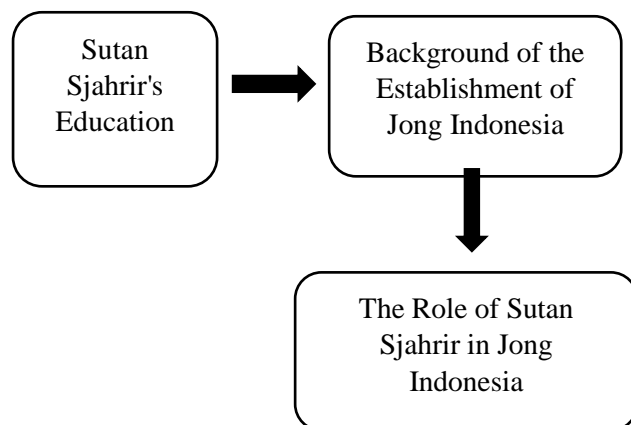 Sutan
Sjahrir's
Education
Background of the
Establishment of
Jong Indonesia
The Role of Sutan
Sjahrir in Jong
Indonesia